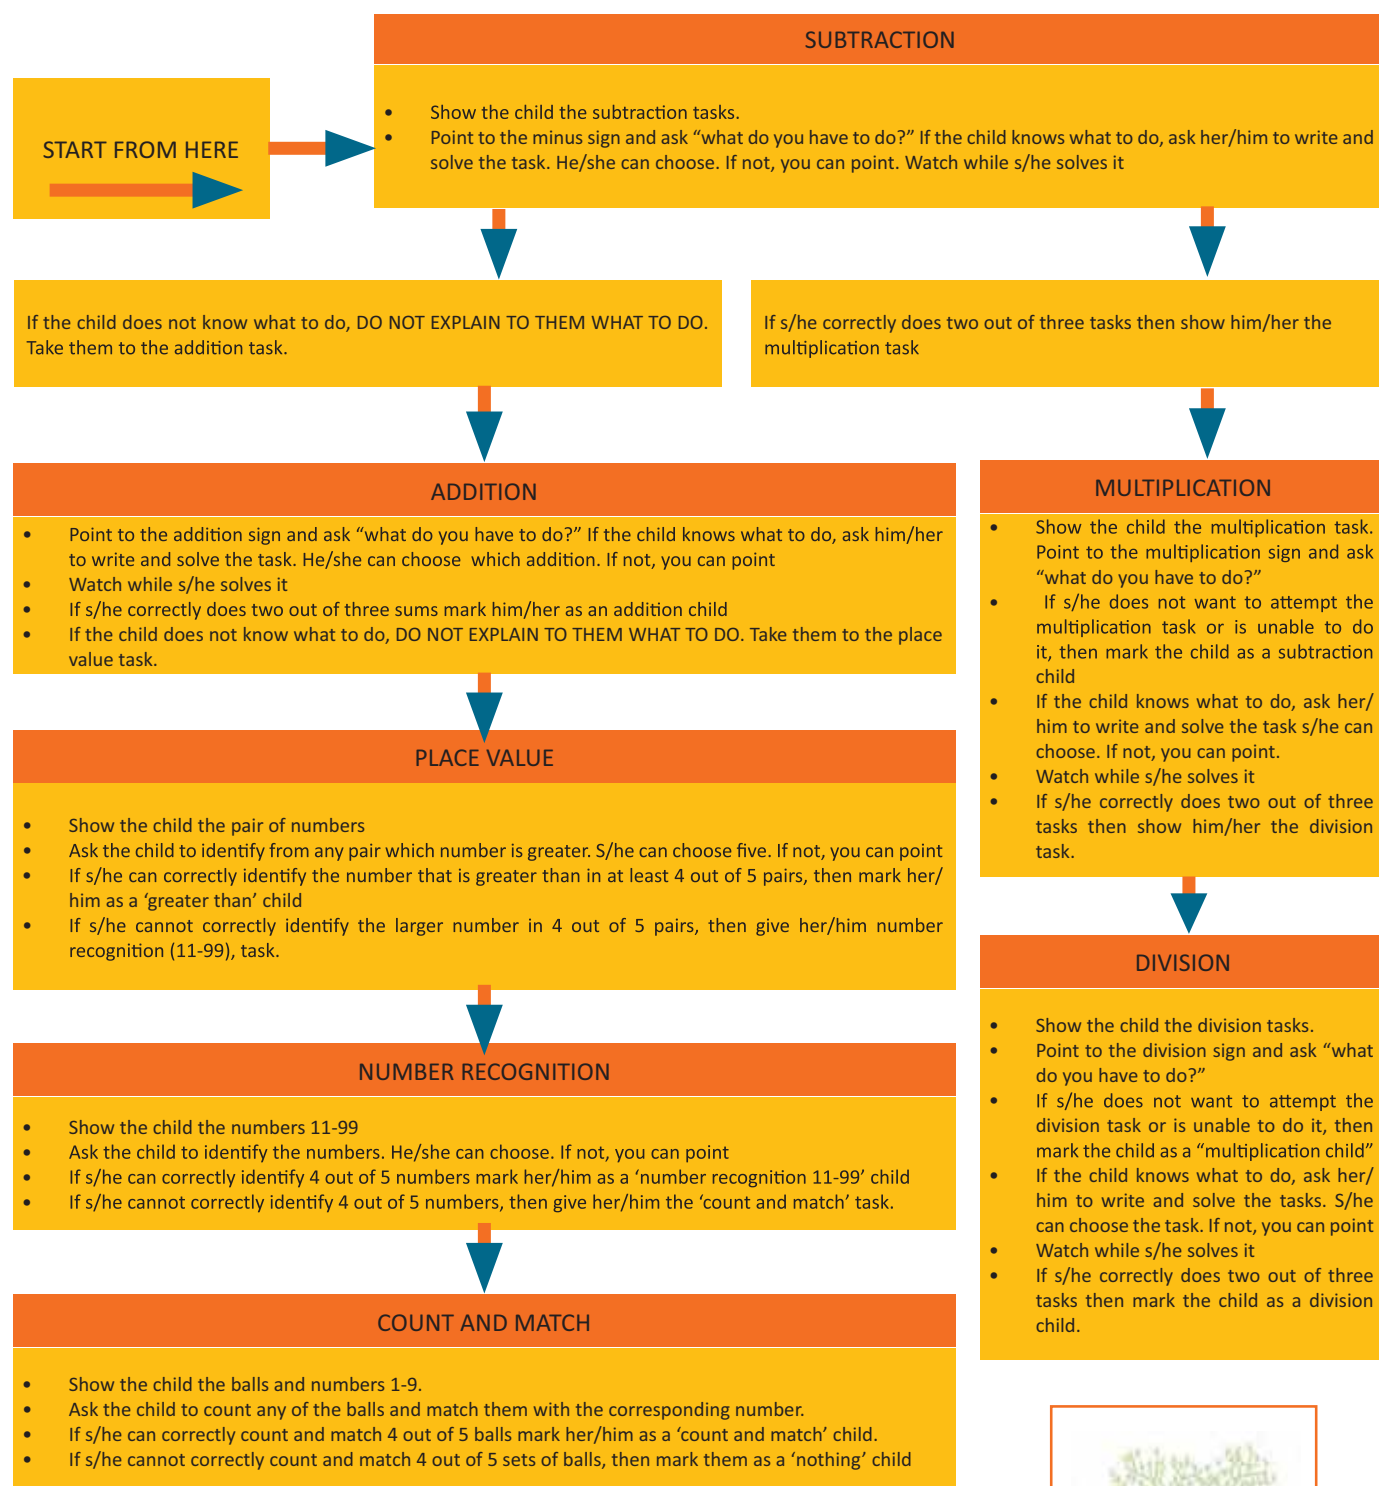 SUBTRACTION
START FROM HERE
• Show the child the subtraction tasks.
• Point to the minus sign and ask “what do you have to do?” If the child knows what to do, ask her/him to write and
solve the task. He/she can choose. If not, you can point. Watch while s/he solves it
If the child does not know what to do, DO NOT EXPLAIN TO THEM WHAT TO DO.
Take them to the addition task.
If s/he correctly does two out of three tasks then show him/her the
multiplication task
ADDITION
• Point to the addition sign and ask “what do you have to do?” If the child knows what to do, ask him/her
to write and solve the task. He/she can choose which addition. If not, you can point
• Watch while s/he solves it
• If s/he correctly does two out of three sums mark him/her as an addition child
• If the child does not know what to do, DO NOT EXPLAIN TO THEM WHAT TO DO. Take them to the place
value task.
PLACE VALUE
• Show the child the pair of numbers
• Ask the child to identify from any pair which number is greater. S/he can choose five. If not, you can point
• If s/he can correctly identify the number that is greater than in at least 4 out of 5 pairs, then mark her/
him as a ‘greater than’ child
• If s/he cannot correctly identify the larger number in 4 out of 5 pairs, then give her/him number
recognition (11-99), task.
NUMBER RECOGNITION
• Show the child the numbers 11-99
• Ask the child to identify the numbers. He/she can choose. If not, you can point
• If s/he can correctly identify 4 out of 5 numbers mark her/him as a ‘number recognition 11-99’ child
• If s/he cannot correctly identify 4 out of 5 numbers, then give her/him the ‘count and match’ task.
COUNT AND MATCH
• Show the child the balls and numbers 1-9.
• Ask the child to count any of the balls and match them with the corresponding number.
• If s/he can correctly count and match 4 out of 5 balls mark her/him as a ‘count and match’ child.
• If s/he cannot correctly count and match 4 out of 5 sets of balls, then mark them as a ‘nothing’ child
MULTIPLICATION
• Show the child the multiplication task.
Point to the multiplication sign and ask
“what do you have to do?”
• If s/he does not want to attempt the
multiplication task or is unable to do
it, then mark the child as a subtraction
child
• If the child knows what to do, ask her/
him to write and solve the task s/he can
choose. If not, you can point.
• Watch while s/he solves it
• If s/he correctly does two out of three
tasks then show him/her the division
task.
DIVISION
• Show the child the division tasks.
• Point to the division sign and ask “what
do you have to do?”
• If s/he does not want to attempt the
division task or is unable to do it, then
mark the child as a “multiplication child”
• If the child knows what to do, ask her/
him to write and solve the tasks. S/he
can choose the task. If not, you can point
• Watch while s/he solves it
• If s/he correctly does two out of three
tasks then mark the child as a division
child.